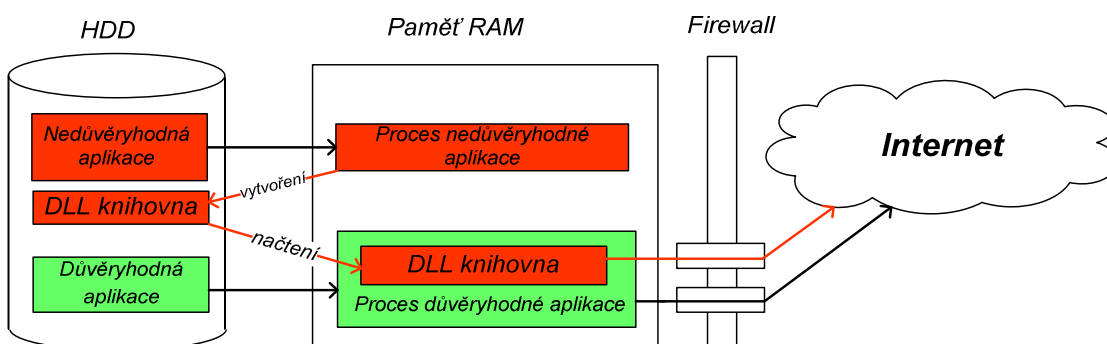 HDD
Paměť RAM
Firewall
Nedůvěryhodná
aplikace
Proces nedůvěryhodné
aplikace
Internet
vytvoření
DLL knihovna
načtení
DLL knihovna
Důvěryhodná
aplikace
Proces důvěryhodné aplikace